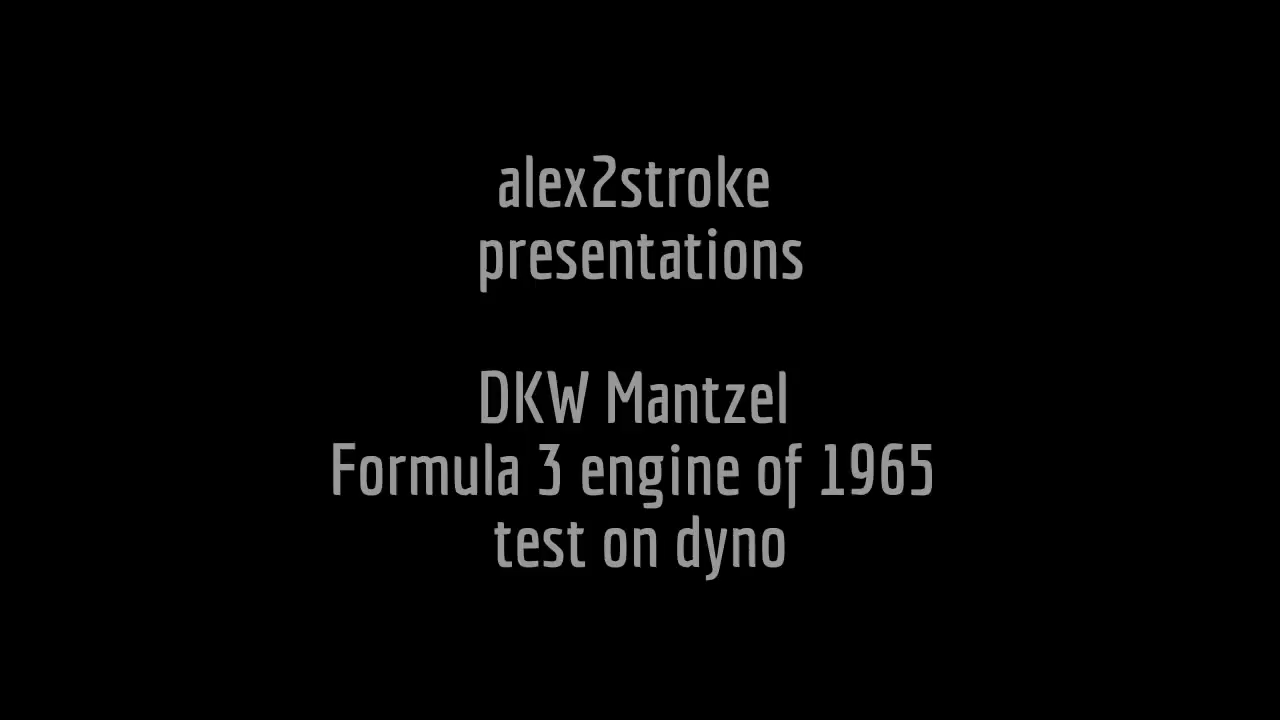 alex2stroke
presentations
DKW Mantzel
Formula 3 engine of 1965
test on dyno